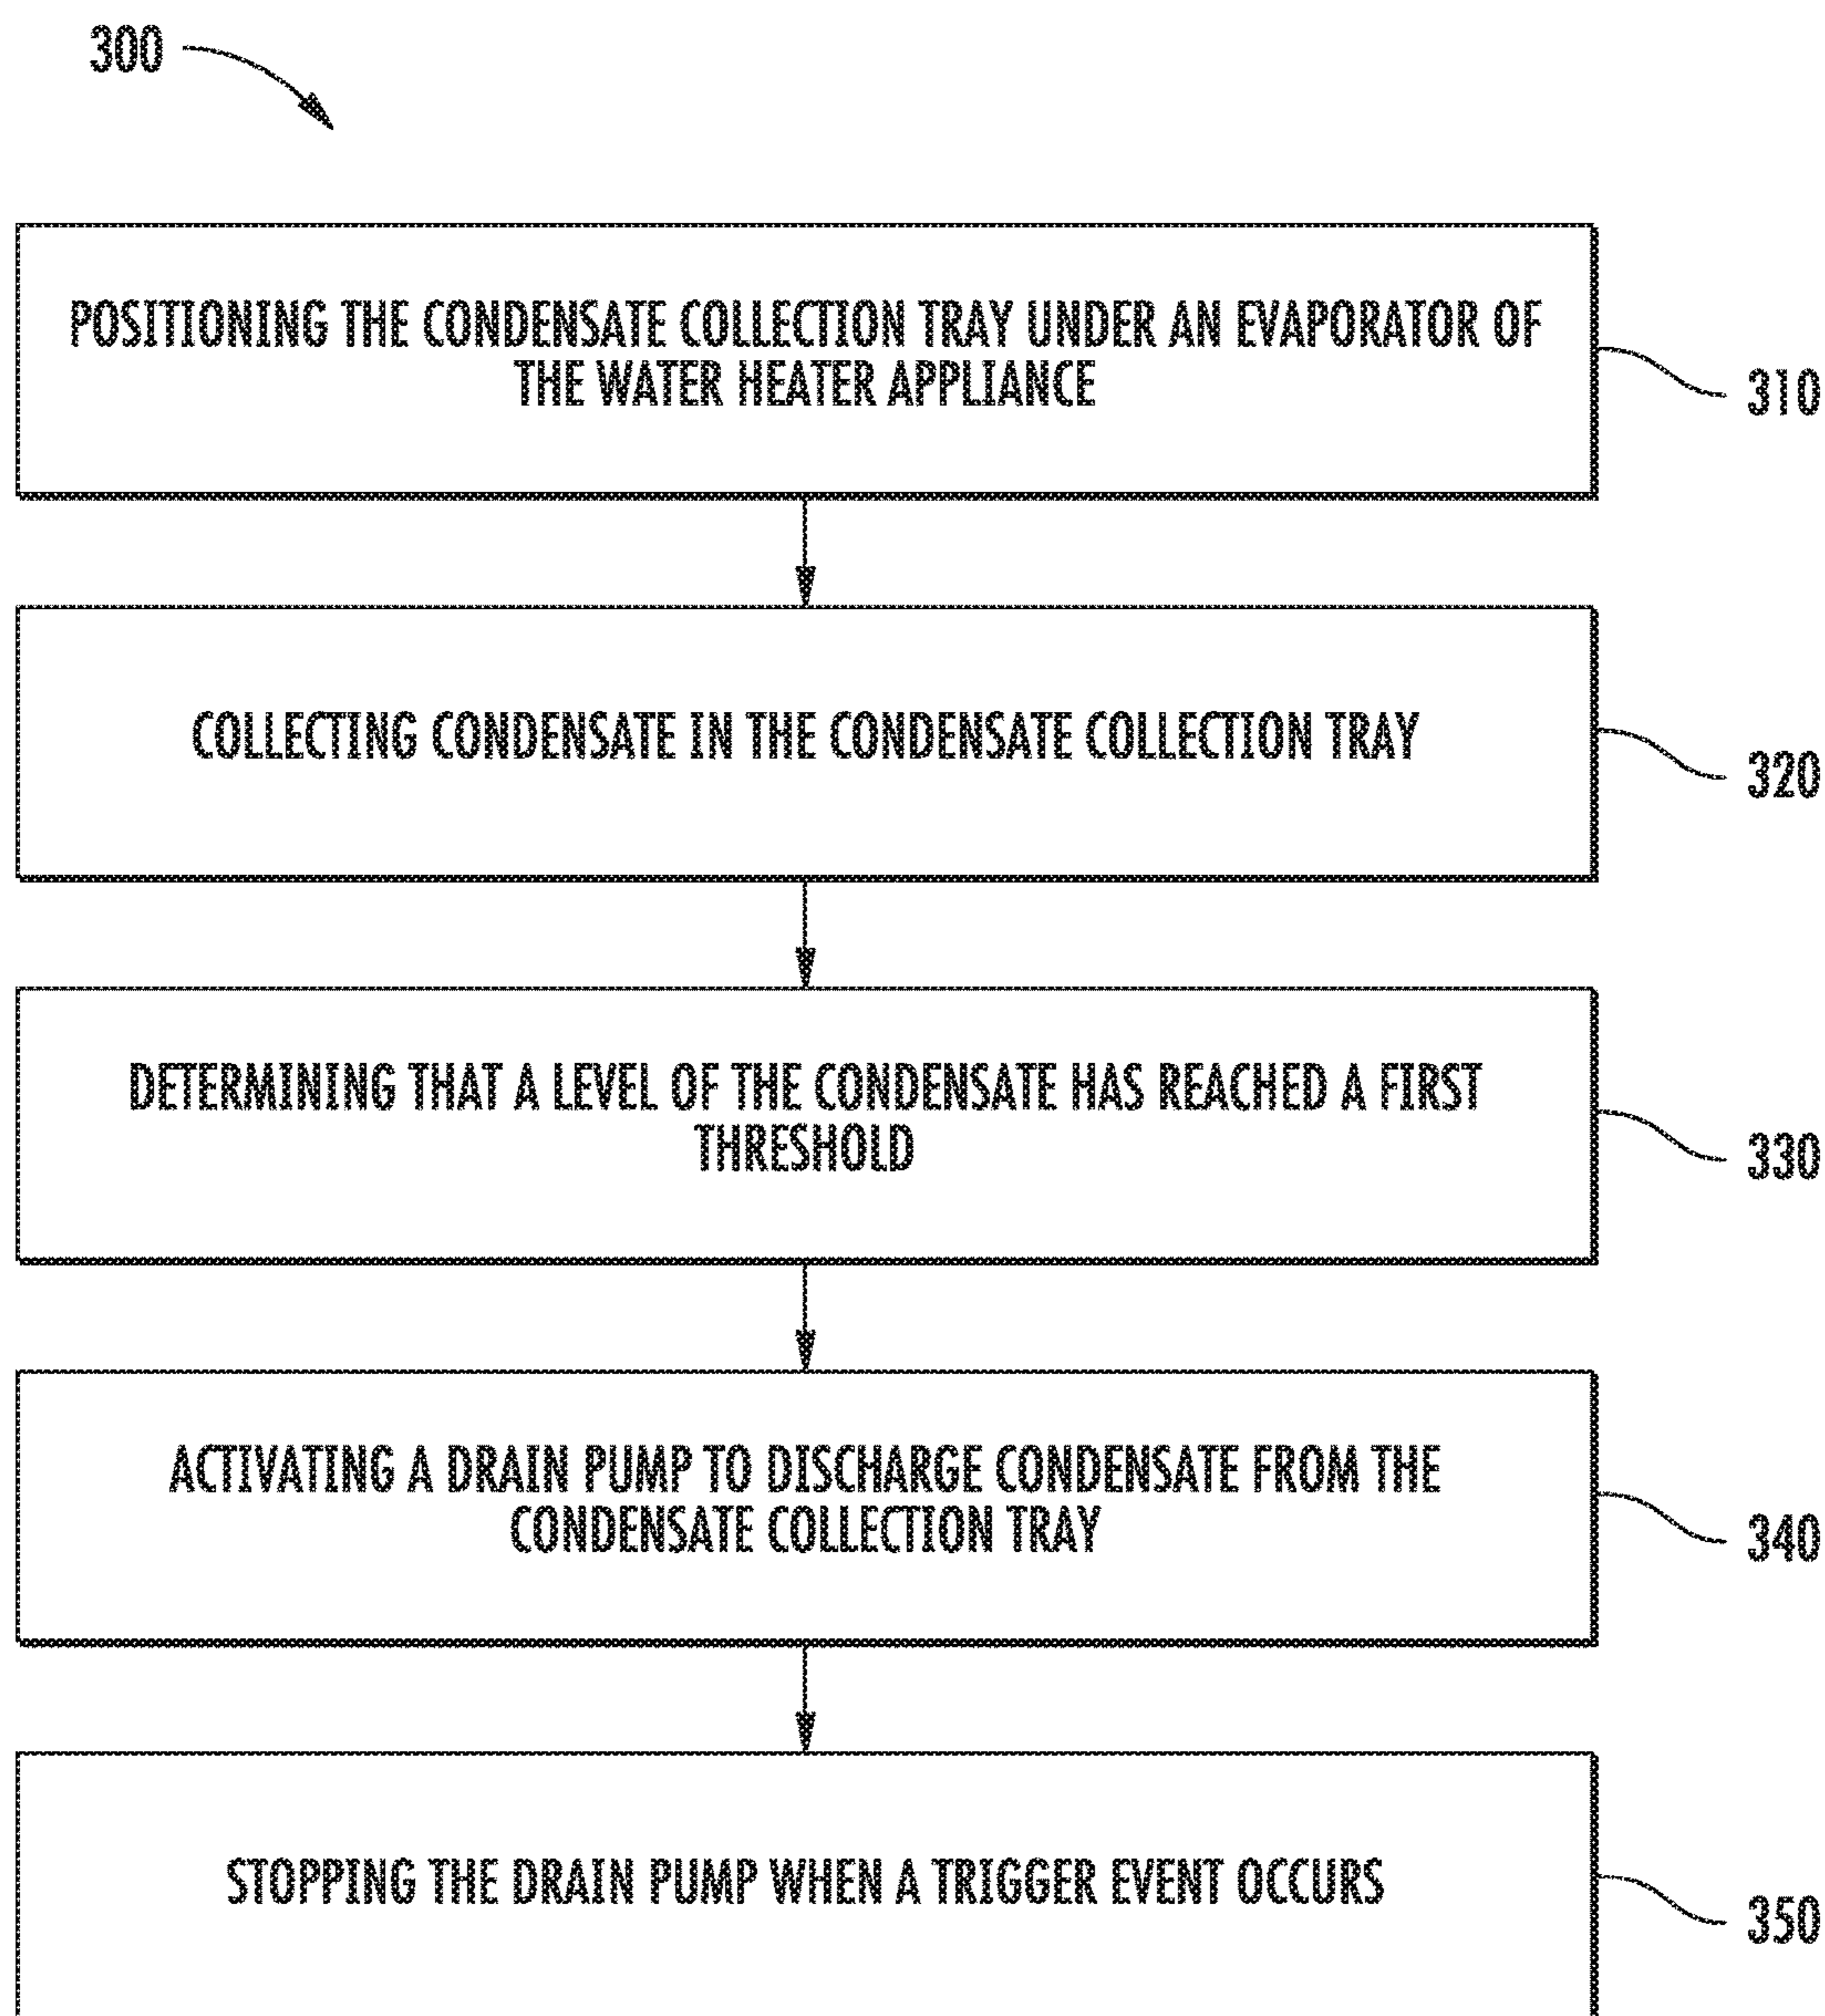 300
POSITIONING THE CONDENSATE COLLECTION TRAY UNDER AN EVAPORATOR OF
THE WATER HEATER APPLIANCE
310
COLLECTING CONDENSATE IN THE CONDENSATE COLLECTION TRAY
320
DETERMINING THAT A LEVEL OF THE CONDENSATE HAS REACHED A FIRST
THRESHOLD
330
ACTIVATING A DRAIN PUMP TO DISCHARGE CONDENSATE FROM THE
CONDENSATE COLLECTION TRAY
340
STOPPING THE DRAIN PUMP WHEN A TRIGGER EVENT OCCURS
350